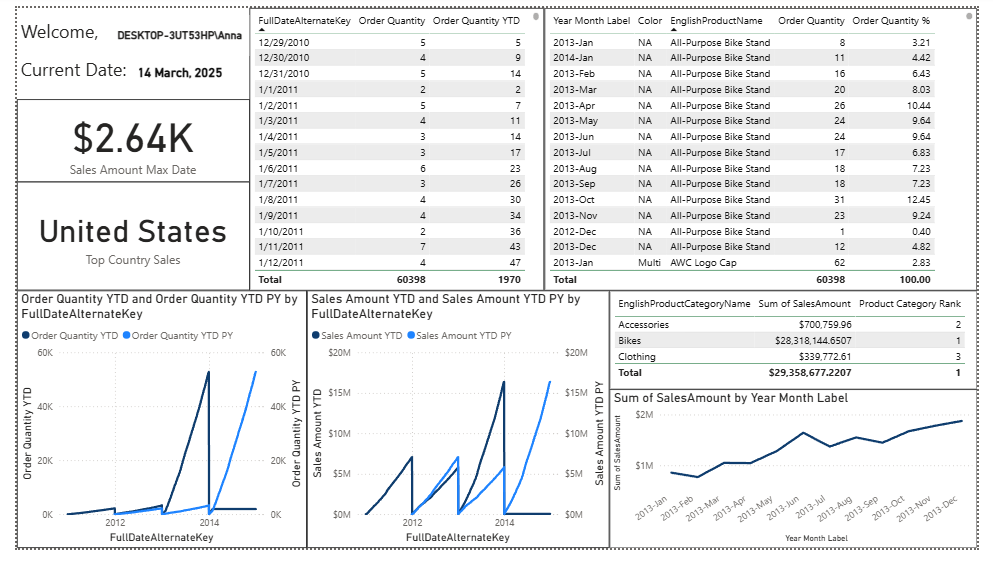 Welcome, DESKTOP-3UT53HP\Anna
Current Date: 14 March, 2025
$2.64K
Sales Amount Max Date
United States
Top Country Sales
FullDateAlternateKey Order Quantity Order Quantity YTD
12/29/2010 5 5
12/30/2010 4 9
12/31/2010 5 14
1/1/2011 2 2
1/2/2011 5 7
1/3/2011 4 11
1/4/2011 3 14
1/5/2011 3 17
1/6/2011 6 23
1/7/2011 3 26
1/8/2011 4 30
1/9/2011 4 34
1/10/2011 2 36
1/11/2011 7 43
1/12/2011 4 47
Total 60398 1970
Year Month Label Color EnglishProductName Order Quantity Order Quantity %
2013-Jan NA All-Purpose Bike Stand 8 3.21
2014-Jan NA All-Purpose Bike Stand 11 4.42
2013-Feb NA All-Purpose Bike Stand 16 6.43
2013-Mar NA All-Purpose Bike Stand 20 8.03
2013-Apr NA All-Purpose Bike Stand 26 10.44
2013-May NA All-Purpose Bike Stand 24 9.64
2013-Jun NA All-Purpose Bike Stand 24 9.64
2013-Jul NA All-Purpose Bike Stand 17 6.83
2013-Aug NA All-Purpose Bike Stand 18 7.23
2013-Sep NA All-Purpose Bike Stand 18 7.23
2013-Oct NA All-Purpose Bike Stand 31 12.45
2013-Nov NA All-Purpose Bike Stand 23 9.24
2012-Dec NA All-Purpose Bike Stand 1 0.40
2013-Dec NA All-Purpose Bike Stand 12 4.82
2013-Jan Multi AWC Logo Cap 62 2.83
Total 60398 100.00
Order Quantity YTD and Order Quantity YTD PY by
FullDateAlternateKey
Order Quantity YTD Order Quantity YTD PY
60K 60K
40K 40K
20K 20K
0K 0K
Order Quantity YTD
Order Quantity YTD PY
2012 2014
FullDateAlternateKey
Sales Amount YTD and Sales Amount YTD PY by
FullDateAlternateKey
Sales Amount YTD Sales Amount YTD PY
$20M $20M
$15M $15M
$10M $10M
$5M $5M
$0M $0M
Sales Amount YTD
Sales Amount YTD PY
2012 2014
FullDateAlternateKey
EnglishProductCategoryName Sum of SalesAmount Product Category Rank
Accessories $700,759.96 2
Bikes $28,318,144.6507 1
Clothing $339,772.61 3
Total $29,358,677.2207 1
Sum of SalesAmount by Year Month Label
$2M
$1M
Sum of SalesAmount
2013-Jan 2013-Feb 2013-Mar 2013-Apr 2013-May 2013-Jun 2013-Jul 2013-Aug 2013-Sep 2013-Oct 2013-Nov 2013-Dec
Year Month Label